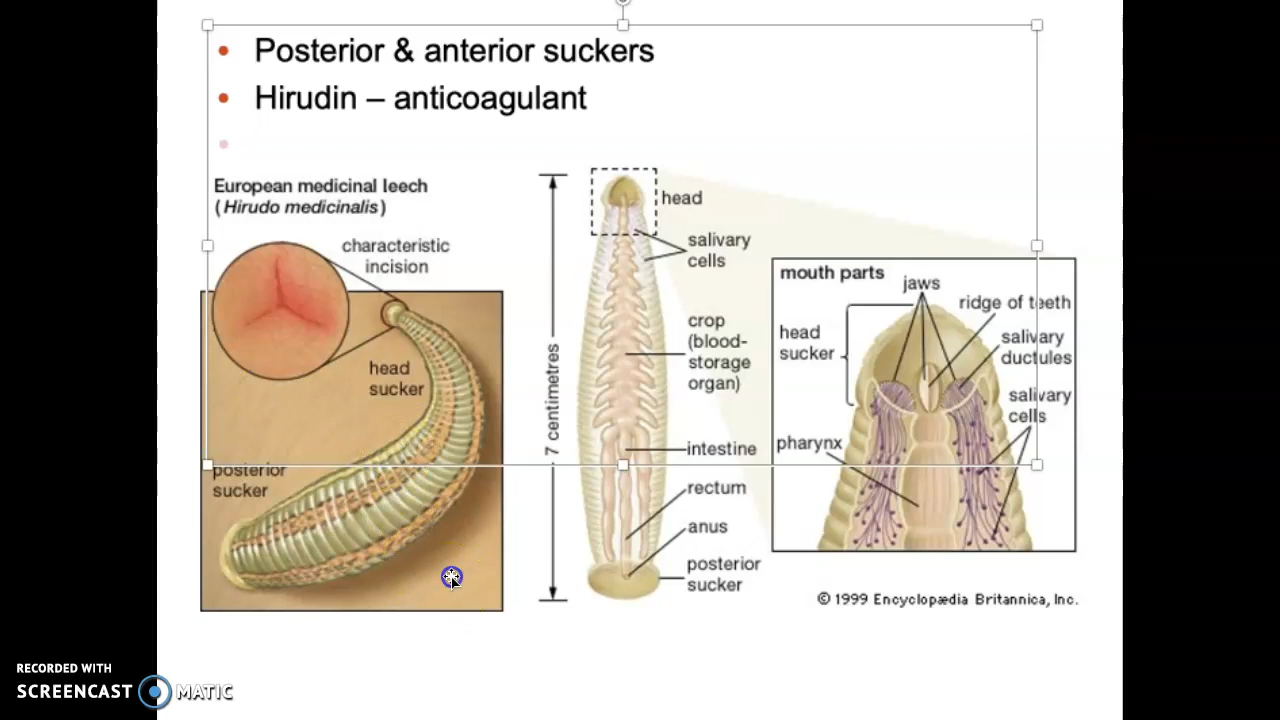 Posterior & anterior suckers
Hirudin – anticoagulant
European medicinal leech
(Hirudo medicinalis)
characteristic
incision
head
sucker
posterior
sucker
7 centimetres
head
salivary
cells
crop
(blood-
storage
organ)
intestine
rectum
anus
posterior
sucker
mouth parts
jaws
ridge of teeth
head
sucker
salivary
ductules
salivary
cells
pharynx
© 1999 Encyclopædia Britannica, Inc.
RECORDED WITH
SCREENCAST MATIC